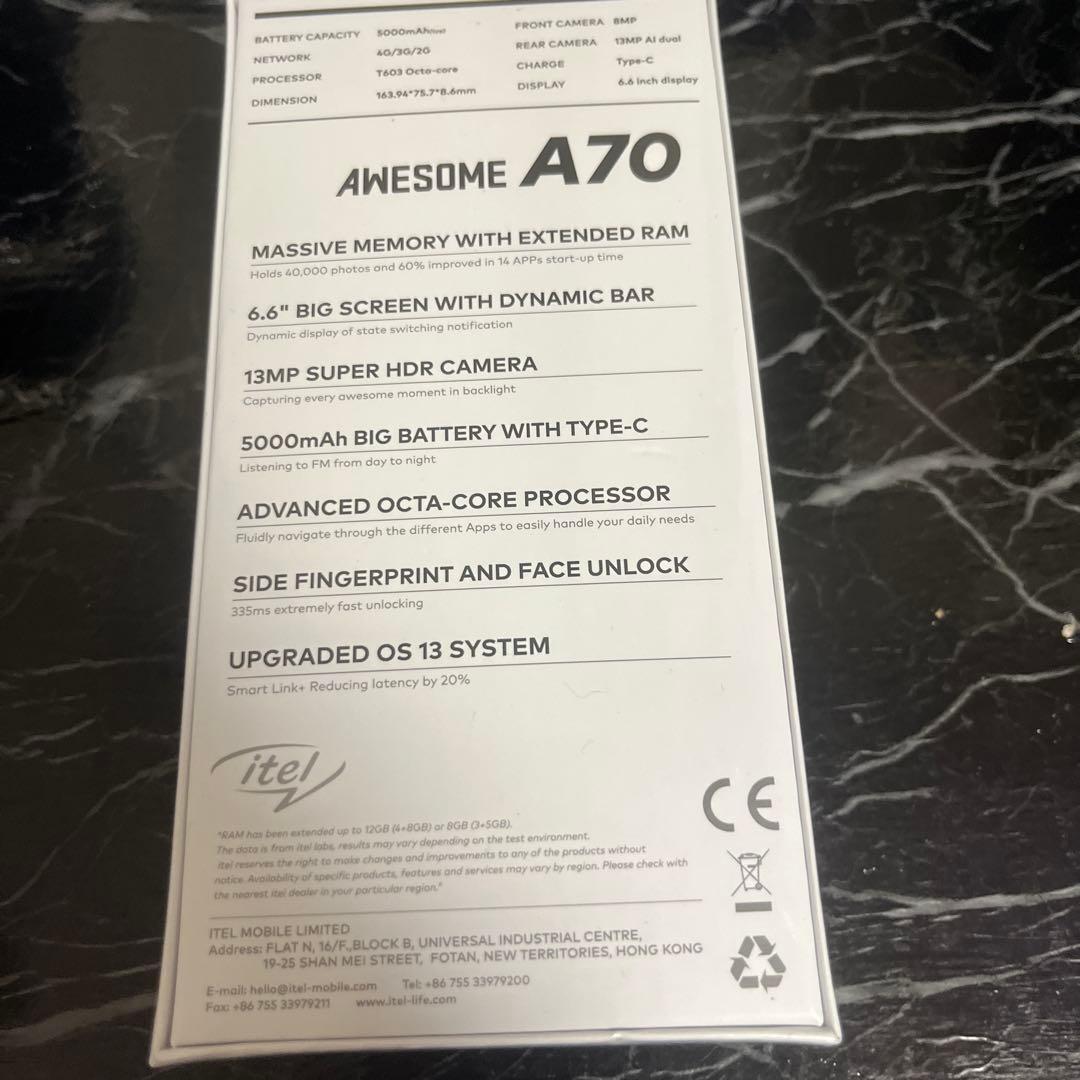 BATTERY CAPACITY 5000mAh FRONT CAMERA 8MP
NETWORK 4G/3G/2G REAR CAMERA 13MP AI dual
PROCESSOR T603 Octa-core CHARGE Type-C
DIMENSION 163.94*75.7*8.6mm DISPLAY 6.6 inch display
AWESOME A70
MASSIVE MEMORY WITH EXTENDED RAM
Holds 40,000 photos and 60% improved in 14 APPs start-up time
6.6" BIG SCREEN WITH DYNAMIC BAR
Dynamic display of state switching notification
13MP SUPER HDR CAMERA
Capturing every awesome moment in backlight
5000mAh BIG BATTERY WITH TYPE-C
Listening to FM from day to night
ADVANCED OCTA-CORE PROCESSOR
Fluidly navigate through the different Apps to easily handle your daily needs
SIDE FINGERPRINT AND FACE UNLOCK
335ms extremely fast unlocking
UPGRADED OS 13 SYSTEM
Smart Link+ Reducing latency by 20%
itel
CE
"RAM has been extended up to 12GB (4+8GB) or 8GB (3+5GB).
The data is from itel labs, results may vary depending on the test environment.
itel reserves the right to make changes and improvements to any of the products without
notice. Availability of specific products, features and services may vary by region. Please check with
the nearest itel dealer in your particular region."
ITEL MOBILE LIMITED
Address: FLAT N, 16/F.,BLOCK B, UNIVERSAL INDUSTRIAL CENTRE,
19-25 SHAN MEI STREET, FOTAN, NEW TERRITORIES, HONG KONG
E-mail: hello@itel-mobile.com Tel: +86 755 33979200
Fax: +86 755 33979211 www.itel-life.com